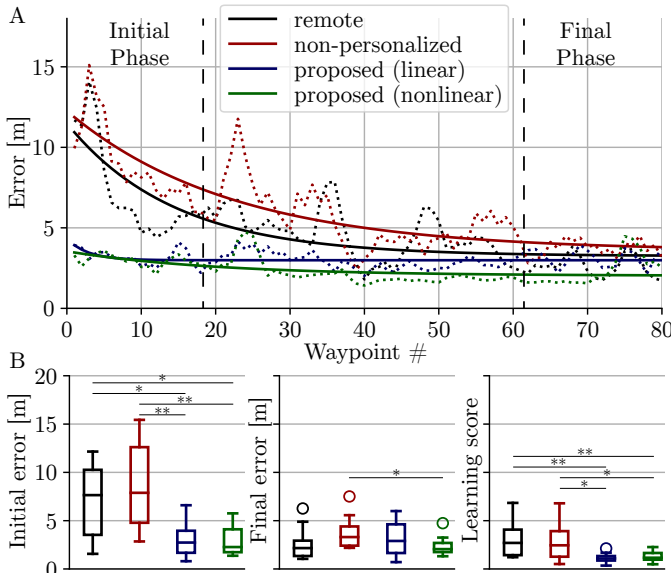 A
Initial
Phase
remote
non-personalized
proposed (linear)
proposed (nonlinear)
Final
Phase
Error [m]
15
10
5
0
0 10 20 30 40 50 60 70 80
Waypoint #
B
Initial error [m]
20
15
10
5
0
*
*
**
**
Final error [m]
*
Learning score
**
**
*
*